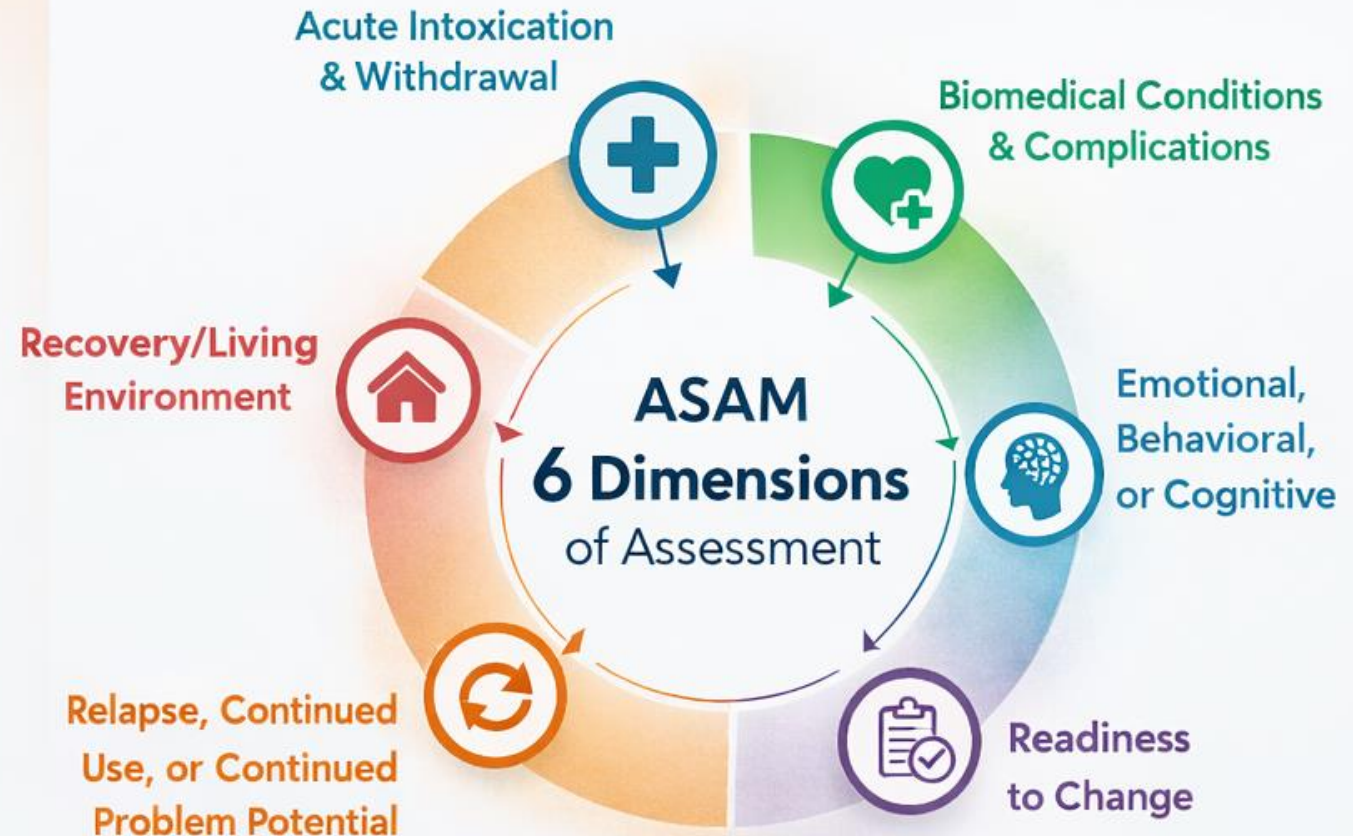 Acute Intoxication
& Withdrawal
Biomedical Conditions
& Complications
Emotional,
Behavioral,
or Cognitive
Readiness
to Change
Relapse, Continued
Use, or Continued
Problem Potential
Recovery/Living
Environment
ASAM
6 Dimensions
of Assessment